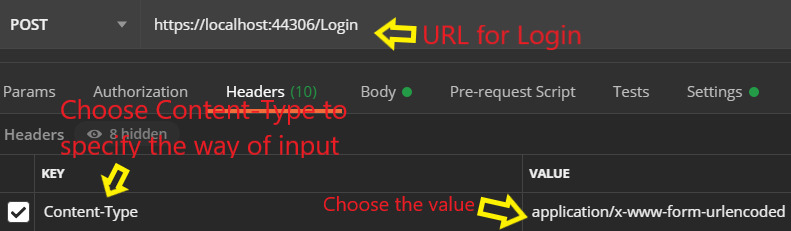 POST https://localhost:44306/Login URL for Login
Params Authorization Headers (10) Body Pre-request Script Tests Settings
Choose Content-Type to
Headers 8 hidden
specify the way of input
KEY VALUE
Content-Type Choose the value application/x-www-form-urlencoded